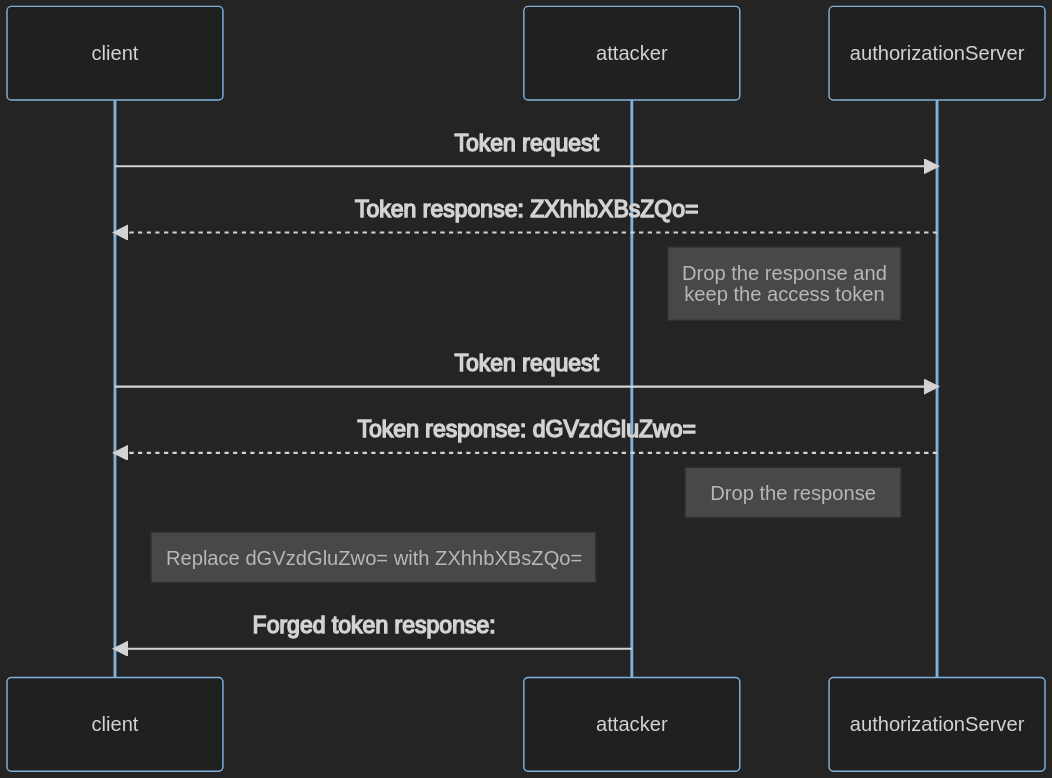 client
attacker
authorizationServer
Token request
Token response: ZXhhbXBsZQo=
Drop the response and
keep the access token
Token request
Token response: dGVzdGluZwo=
Drop the response
Replace dGVzdGluZwo= with ZXhhbXBsZQo=
Forged token response:
client
attacker
authorizationServer